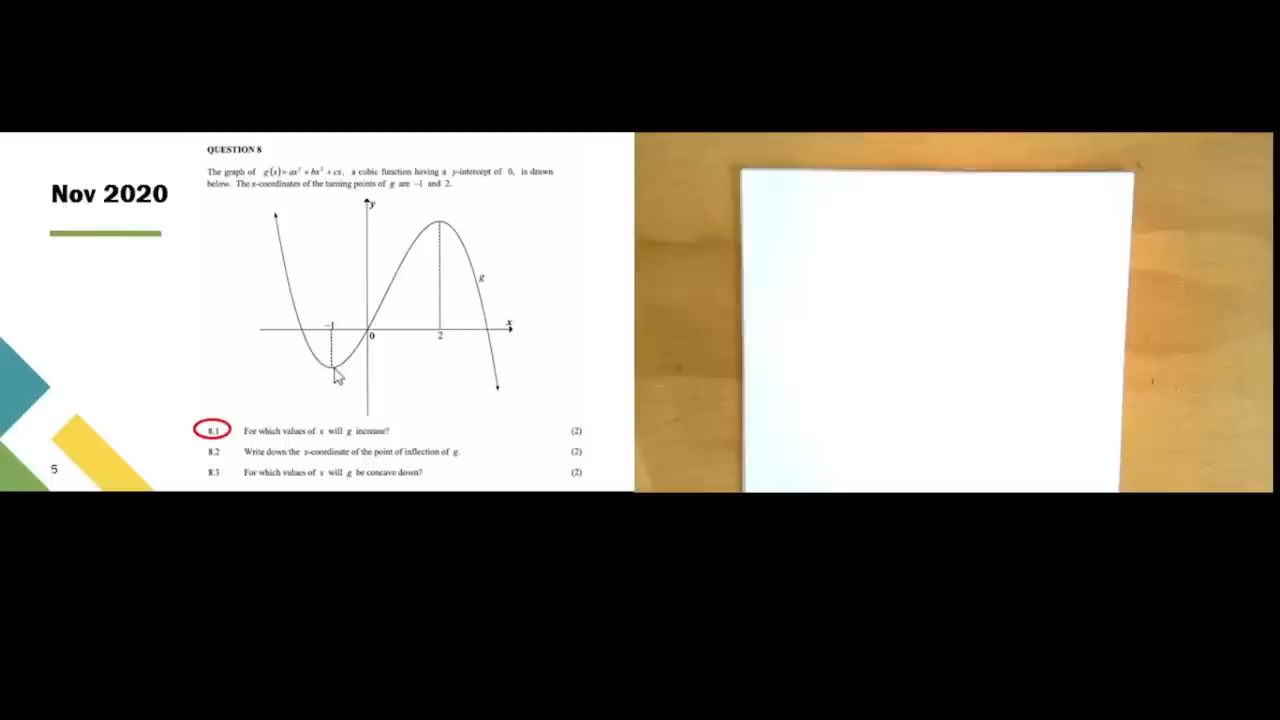 Nov 2020
5
QUESTION 8
The graph of g(x)=ax³+bx²+cx, a cubic function having a y-intercept of 0, is drawn
below. The x-coordinates of the turning points of g are −1 and 2.
y
g
−1
x
0
2
8.1 For which values of x will g increase? (2)
8.2 Write down the x-coordinate of the point of inflection of g. (2)
8.3 For which values of x will g be concave down? (2)